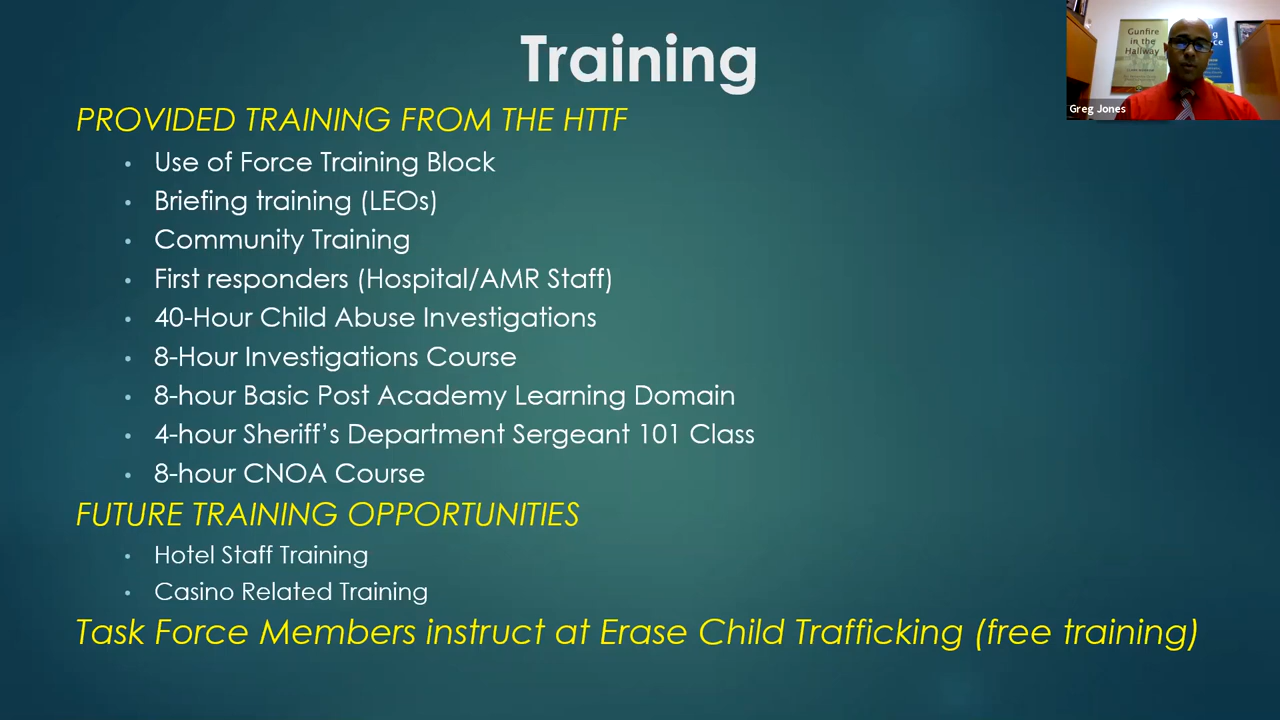 Training
PROVIDED TRAINING FROM THE HTTF
• Use of Force Training Block
• Briefing training (LEOs)
• Community Training
• First responders (Hospital/AMR Staff)
• 40-Hour Child Abuse Investigations
• 8-Hour Investigations Course
• 8-hour Basic Post Academy Learning Domain
• 4-hour Sheriff’s Department Sergeant 101 Class
• 8-hour CNOA Course
FUTURE TRAINING OPPORTUNITIES
• Hotel Staff Training
• Casino Related Training
Task Force Members instruct at Erase Child Trafficking (free training)
Gunfire
in the
Hallway
Greg Jones